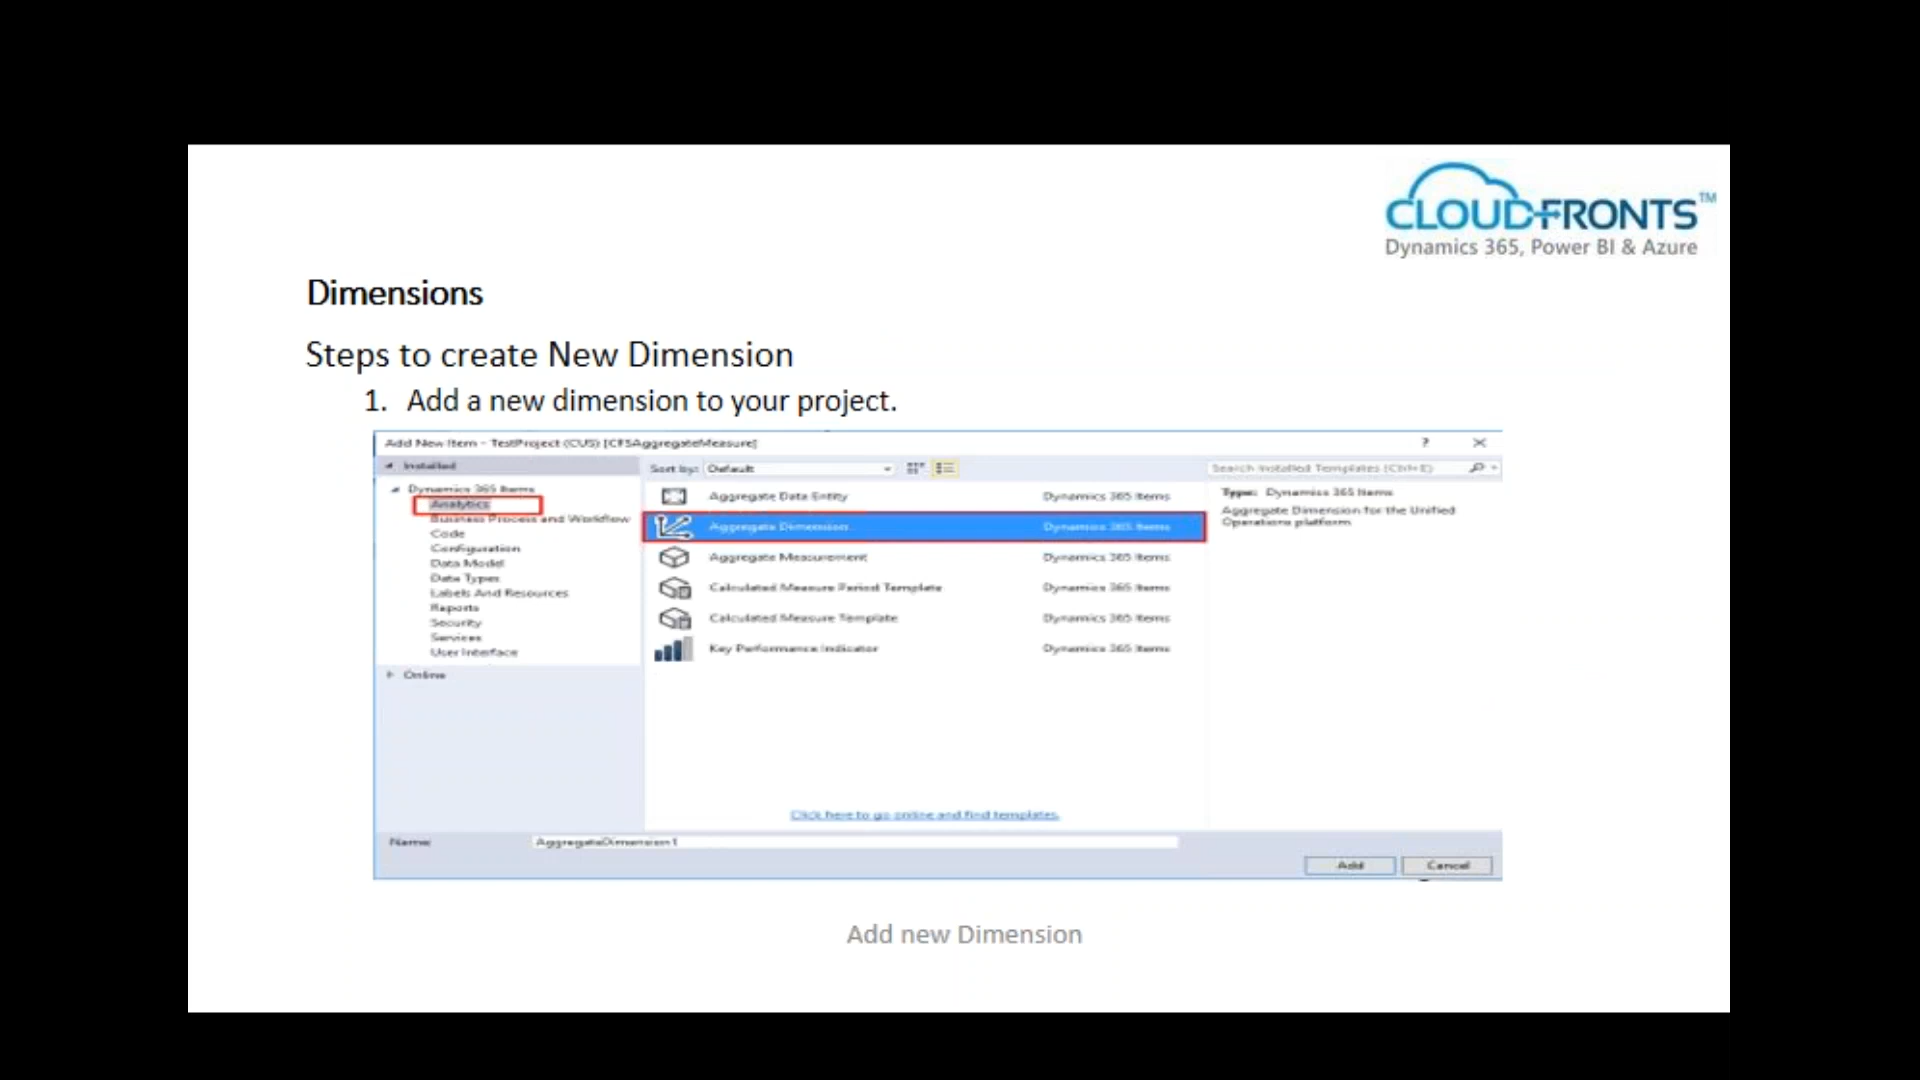 CLOUDFRONTS™
Dynamics 365, Power BI & Azure
Dimensions
Steps to create New Dimension
1. Add a new dimension to your project.
Add New Item - TestProject (CUS) [CFSAggregateMeasure]
? ×
Installed
Sort by: Default
Search Installed Templates (Ctrl+E)
Dynamics 365 Items
Analytics
Business Process and Workflow
Code
Configuration
Data Model
Data Types
Labels And Resources
Reports
Security
Services
User Interface
Online
Aggregate Data Entity Dynamics 365 Items
Aggregate Dimension Dynamics 365 Items
Aggregate Measurement Dynamics 365 Items
Calculated Measure Period Template Dynamics 365 Items
Calculated Measure Template Dynamics 365 Items
Key Performance Indicator Dynamics 365 Items
Type: Dynamics 365 Items
Aggregate Dimension for the Unified
Operations platform
Click here to go online and find templates.
Name: AggregateDimension1
Add Cancel
Add new Dimension